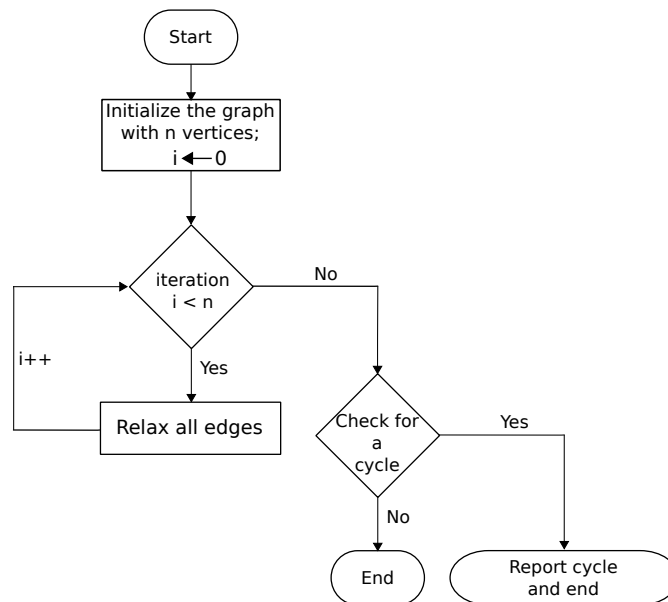 Start
Initialize the graph
with n vertices;
i ← 0
iteration
i < n
No
i++
Yes
Relax all edges
Check for
a
cycle
Yes
No
End
Report cycle
and end